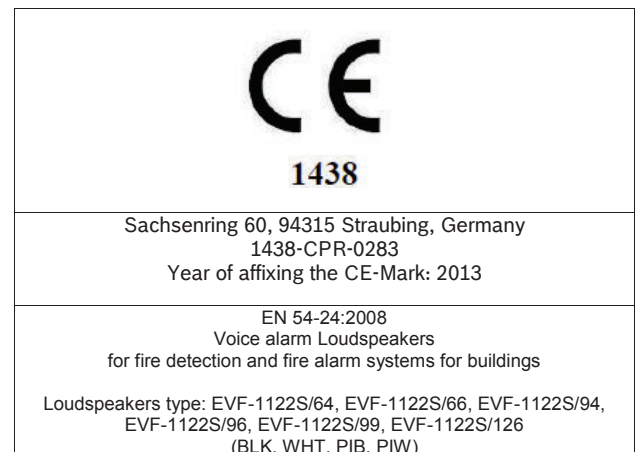 CE
1438
Sachsenring 60, 94315 Straubing, Germany
1438-CPR-0283
Year of affixing the CE-Mark: 2013
EN 54-24:2008
Voice alarm Loudspeakers
for fire detection and fire alarm systems for buildings
Loudspeakers type: EVF-1122S/64, EVF-1122S/66, EVF-1122S/94,
EVF-1122S/96, EVF-1122S/99, EVF-1122S/126
(BLK, WHT, PIB, PIW)